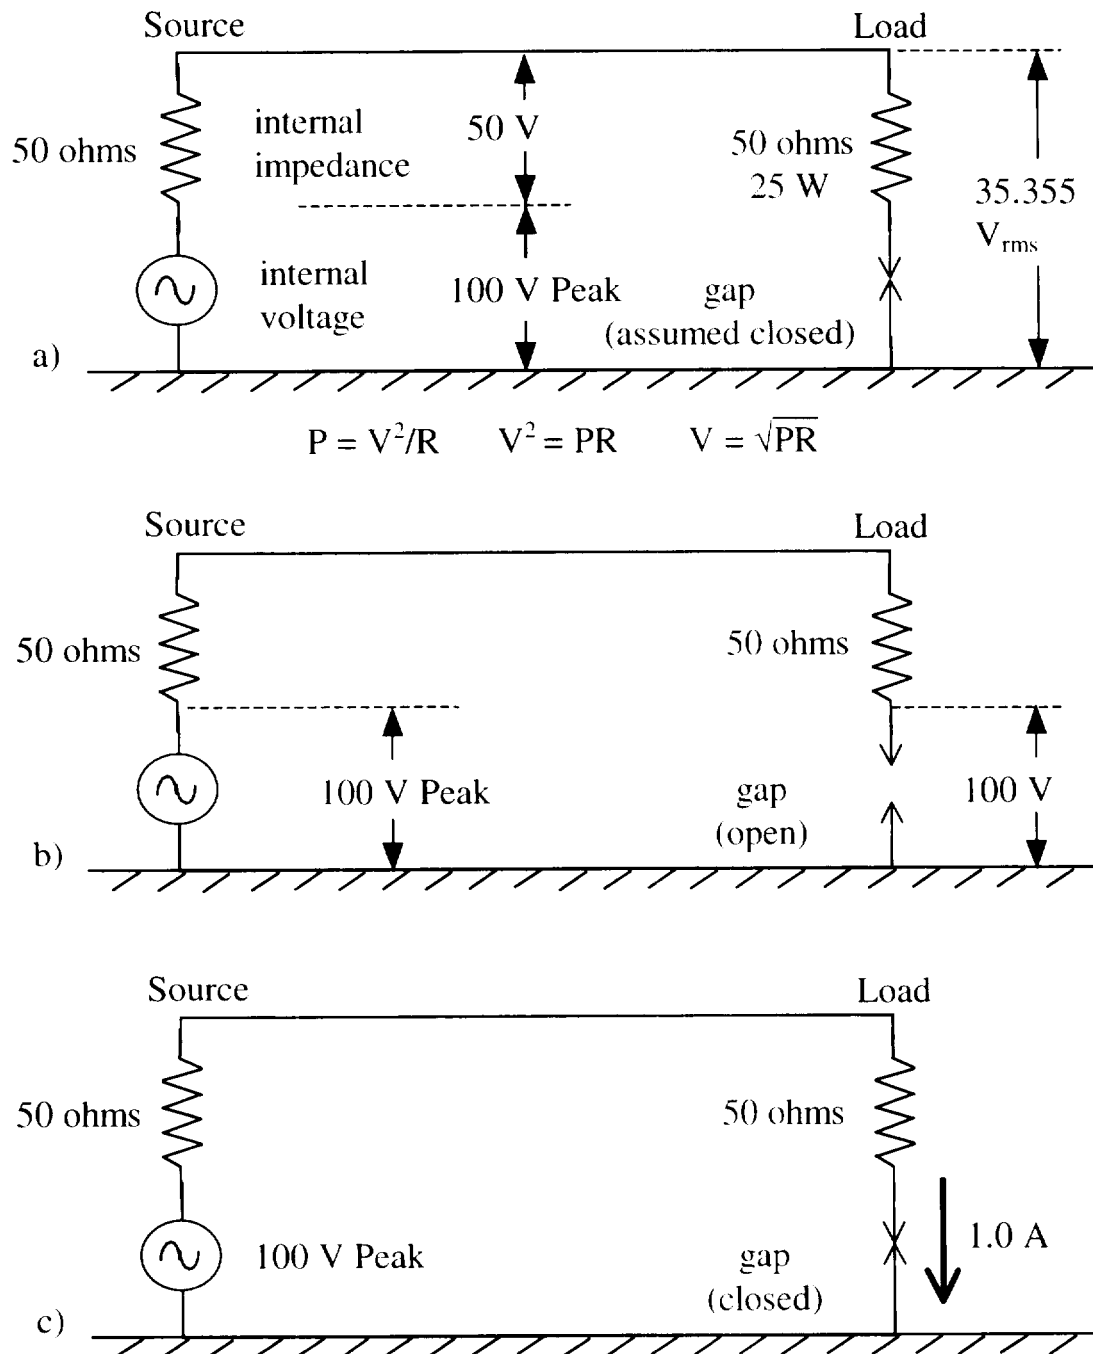 Source
Load
50 ohms
internal
impedance
50 V
50 ohms
25 W
35.355
Vrms
internal
voltage
100 V Peak
gap
(assumed closed)
a)
P = V²/R V² = PR V = √PR
Source
Load
50 ohms
50 ohms
100 V Peak
gap
(open)
100 V
b)
Source
Load
50 ohms
50 ohms
100 V Peak
gap
(closed)
1.0 A
c)